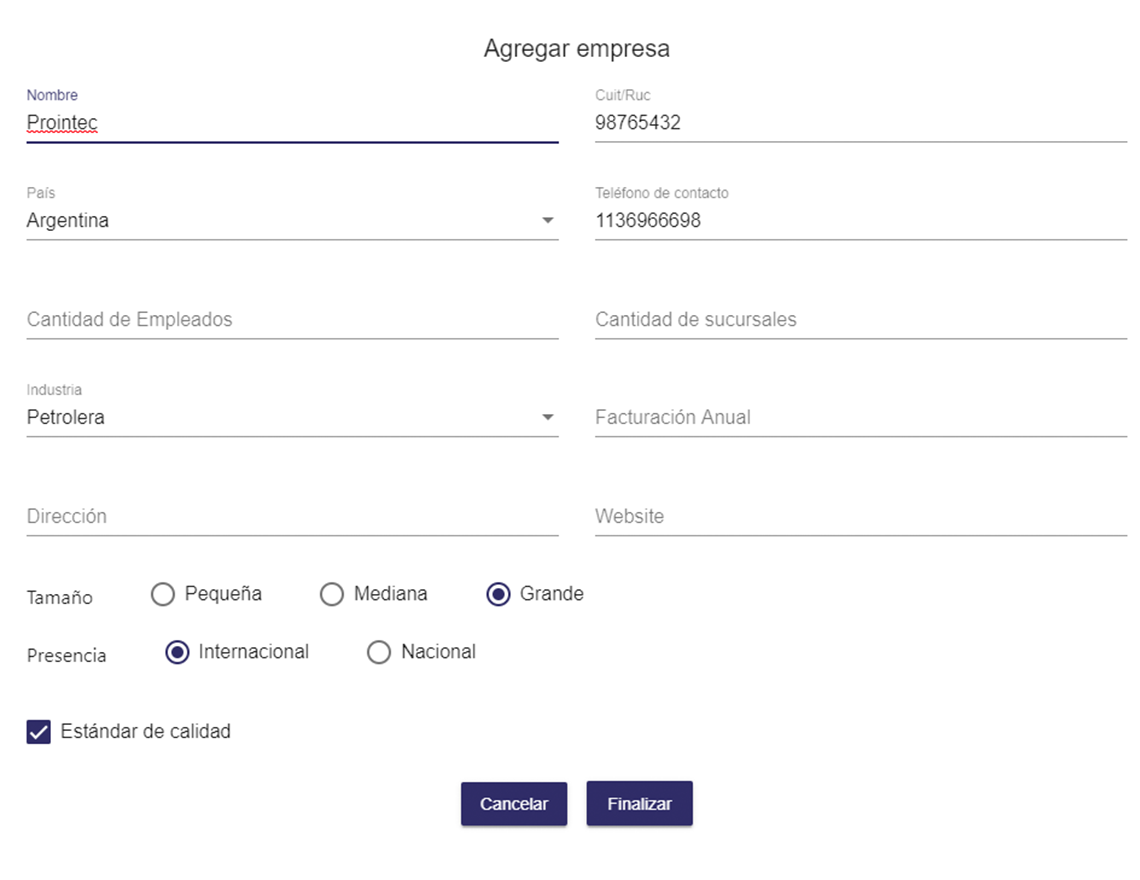 Agregar empresa
Nombre
Cuit/Ruc
Prointec
98765432
País
Teléfono de contacto
Argentina
1136966698
Cantidad de Empleados
Cantidad de sucursales
Industria
Petrolera
Facturación Anual
Dirección
Website
Tamaño Pequeña Mediana Grande
Presencia Internacional Nacional
Estándar de calidad
Cancelar Finalizar